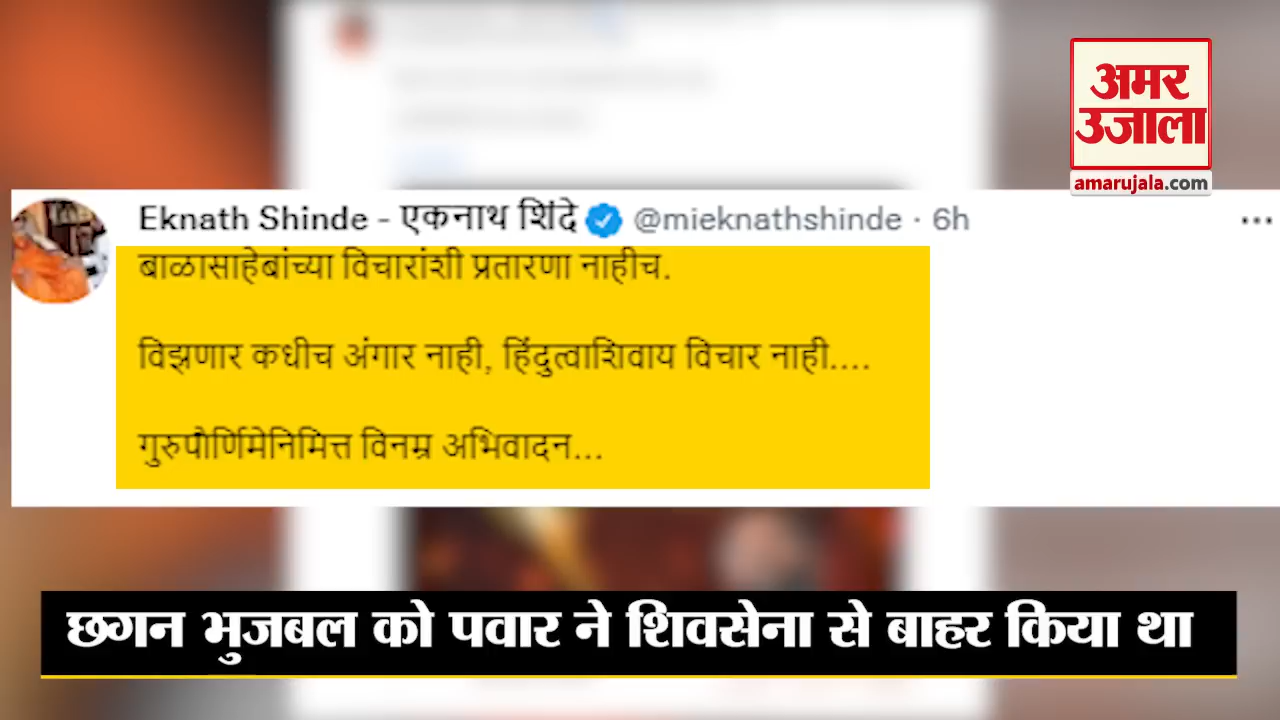 अमर
उजाला
amarujala.com
Eknath Shinde - एकनाथ शिंदे @mieknathshinde · 6h
बाळासाहेबांच्या विचारांशी प्रतारणा नाहीच.
विझणार कधीच अंगार नाही, हिंदुत्वाशिवाय विचार नाही....
गुरुपौर्णिमेनिमित्त विनम्र अभिवादन...
छगन भुजबल को पवार ने शिवसेना से बाहर किया था